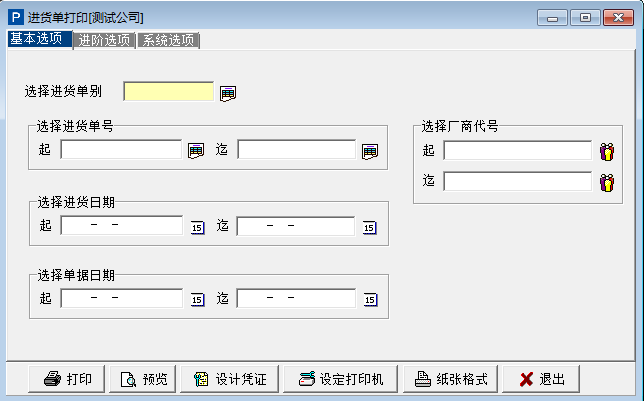 P 进货单打印[测试公司]
基本选项 进阶选项 系统选项
选择进货单别
选择进货单号
起 迄
选择厂商代号
起
迄
选择进货日期
起 - - 15 迄 - - 15
选择单据日期
起 - - 15 迄 - - 15
打印 预览 设计凭证 设定打印机 纸张格式 退出